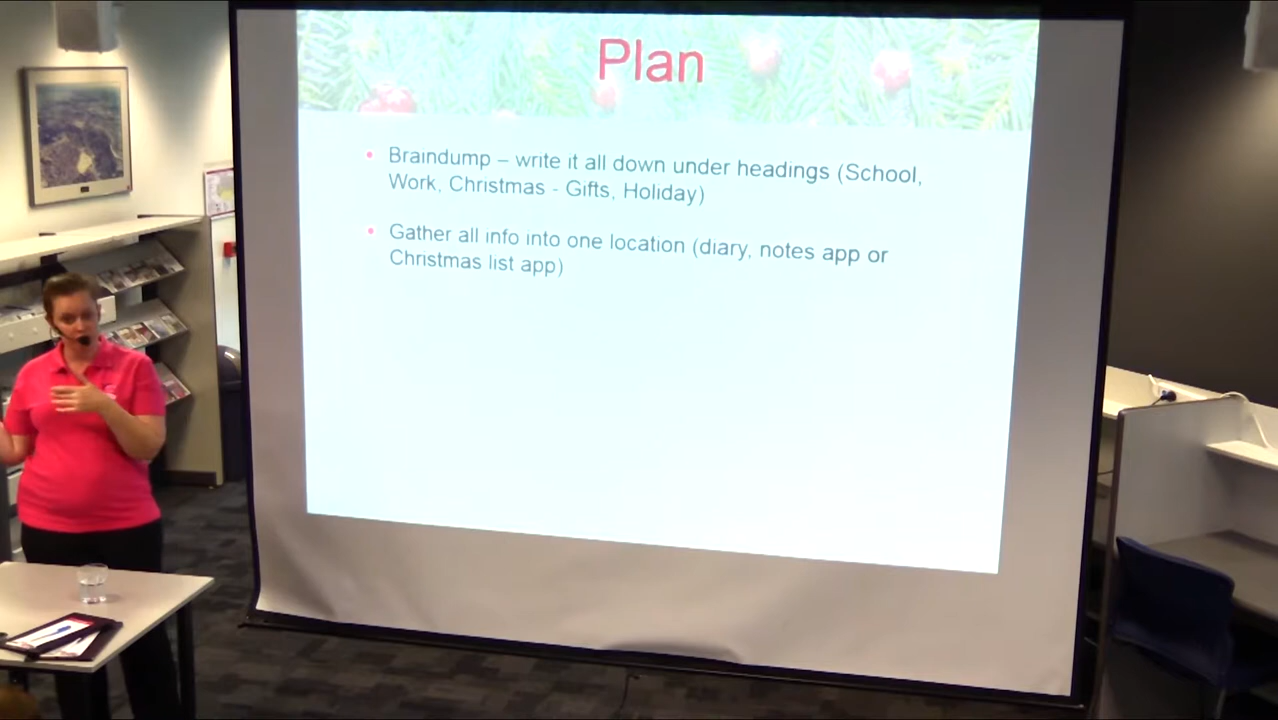 Plan
• Braindump – write it all down under headings (School,
Work, Christmas - Gifts, Holiday)
• Gather all info into one location (diary, notes app or
Christmas list app)